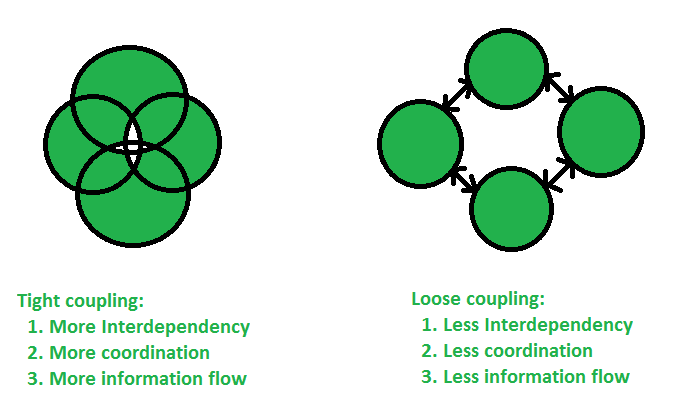 Tight coupling:
1. More Interdependency
2. More coordination
3. More information flow
Loose coupling:
1. Less Interdependency
2. Less coordination
3. Less information flow